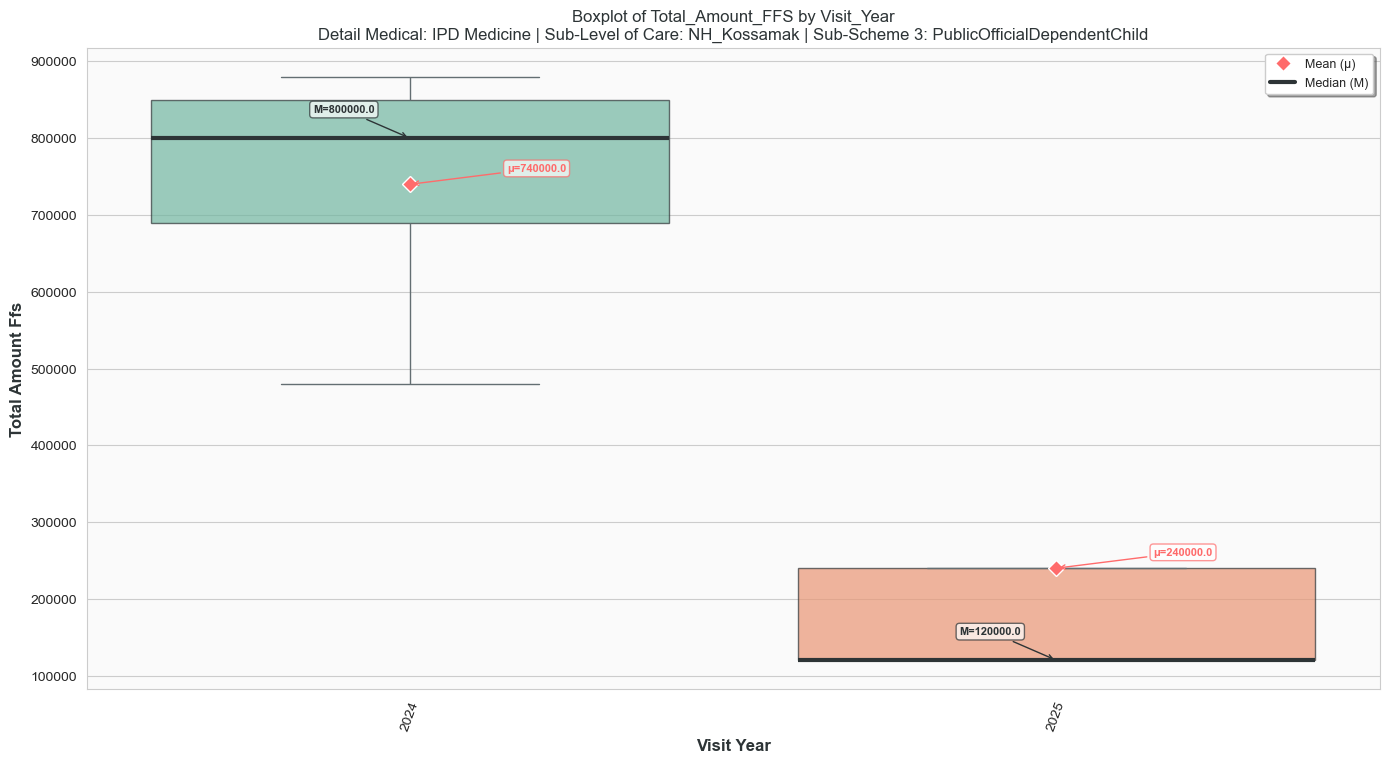 Boxplot of Total_Amount_FFS by Visit_Year
Detail Medical: IPD Medicine | Sub-Level of Care: NH_Kossamak | Sub-Scheme 3: PublicOfficialDependentChild
Mean (μ)
Median (M)
900000
800000
700000
600000
500000
400000
300000
200000
100000
Total Amount Ffs
M=800000.0
μ=740000.0
μ=240000.0
M=120000.0
2024
2025
Visit Year